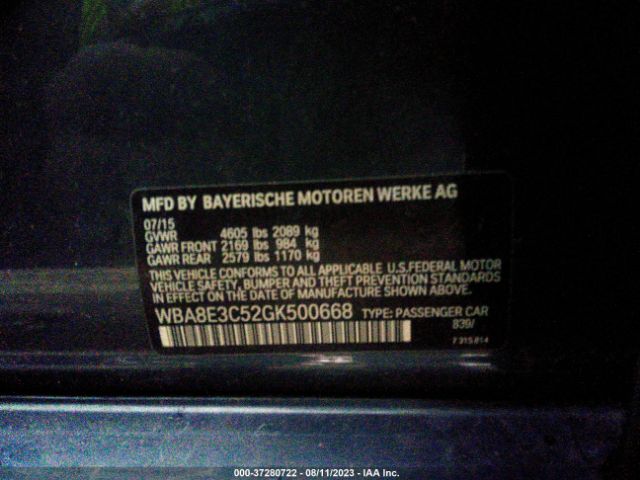 MFD BY BAYERISCHE MOTOREN WERKE AG
07/15
GVWR 4605 lbs 2089 kg
GAWR FRONT 2169 lbs 984 kg
GAWR REAR 2579 lbs 1170 kg
THIS VEHICLE CONFORMS TO ALL APPLICABLE U.S.FEDERAL MOTOR
VEHICLE SAFETY, BUMPER AND THEFT PREVENTION STANDARDS
IN EFFECT ON THE DATE OF MANUFACTURE SHOWN ABOVE.
WBA8E3C52GK500668 TYPE: PASSENGER CAR
839/
7315814
000-37280722 - 08/11/2023 - IAA Inc.